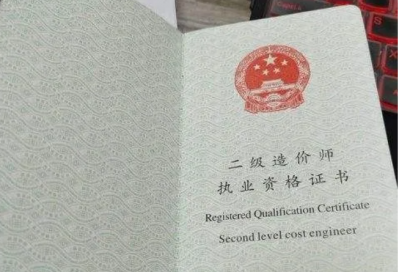 二级造价师
执业资格证书
Registered Qualification Certificate
Second level cost engineer